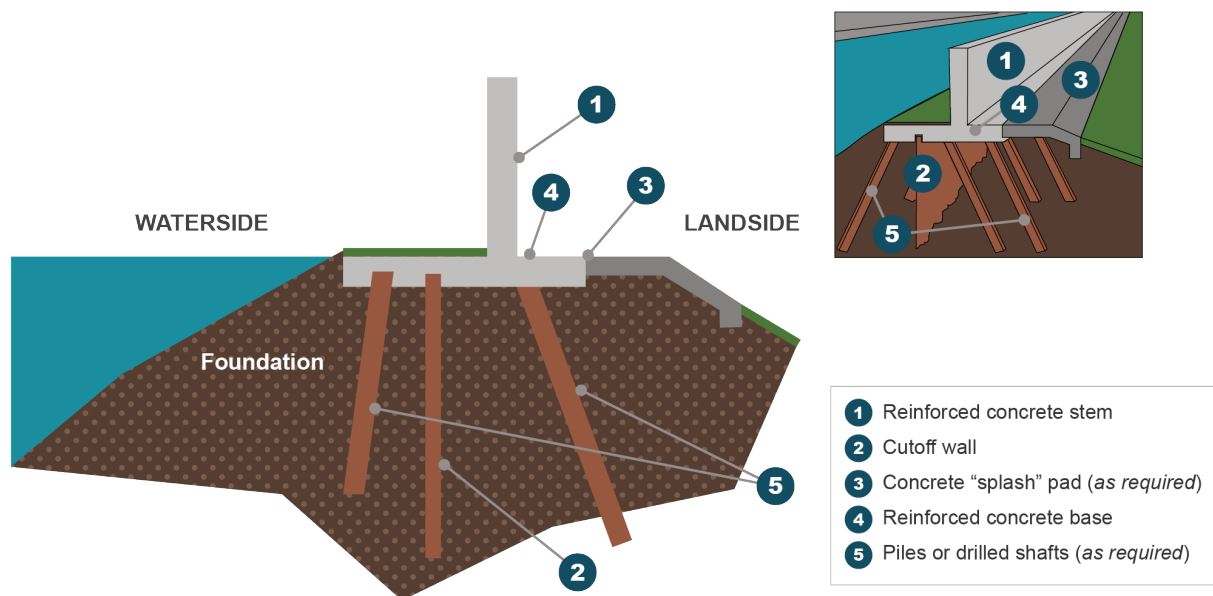 1
3
4
2
5
1
4
3
WATERSIDE
LANDSIDE
Foundation
5
2
1 Reinforced concrete stem
2 Cutoff wall
3 Concrete “splash” pad (as required)
4 Reinforced concrete base
5 Piles or drilled shafts (as required)